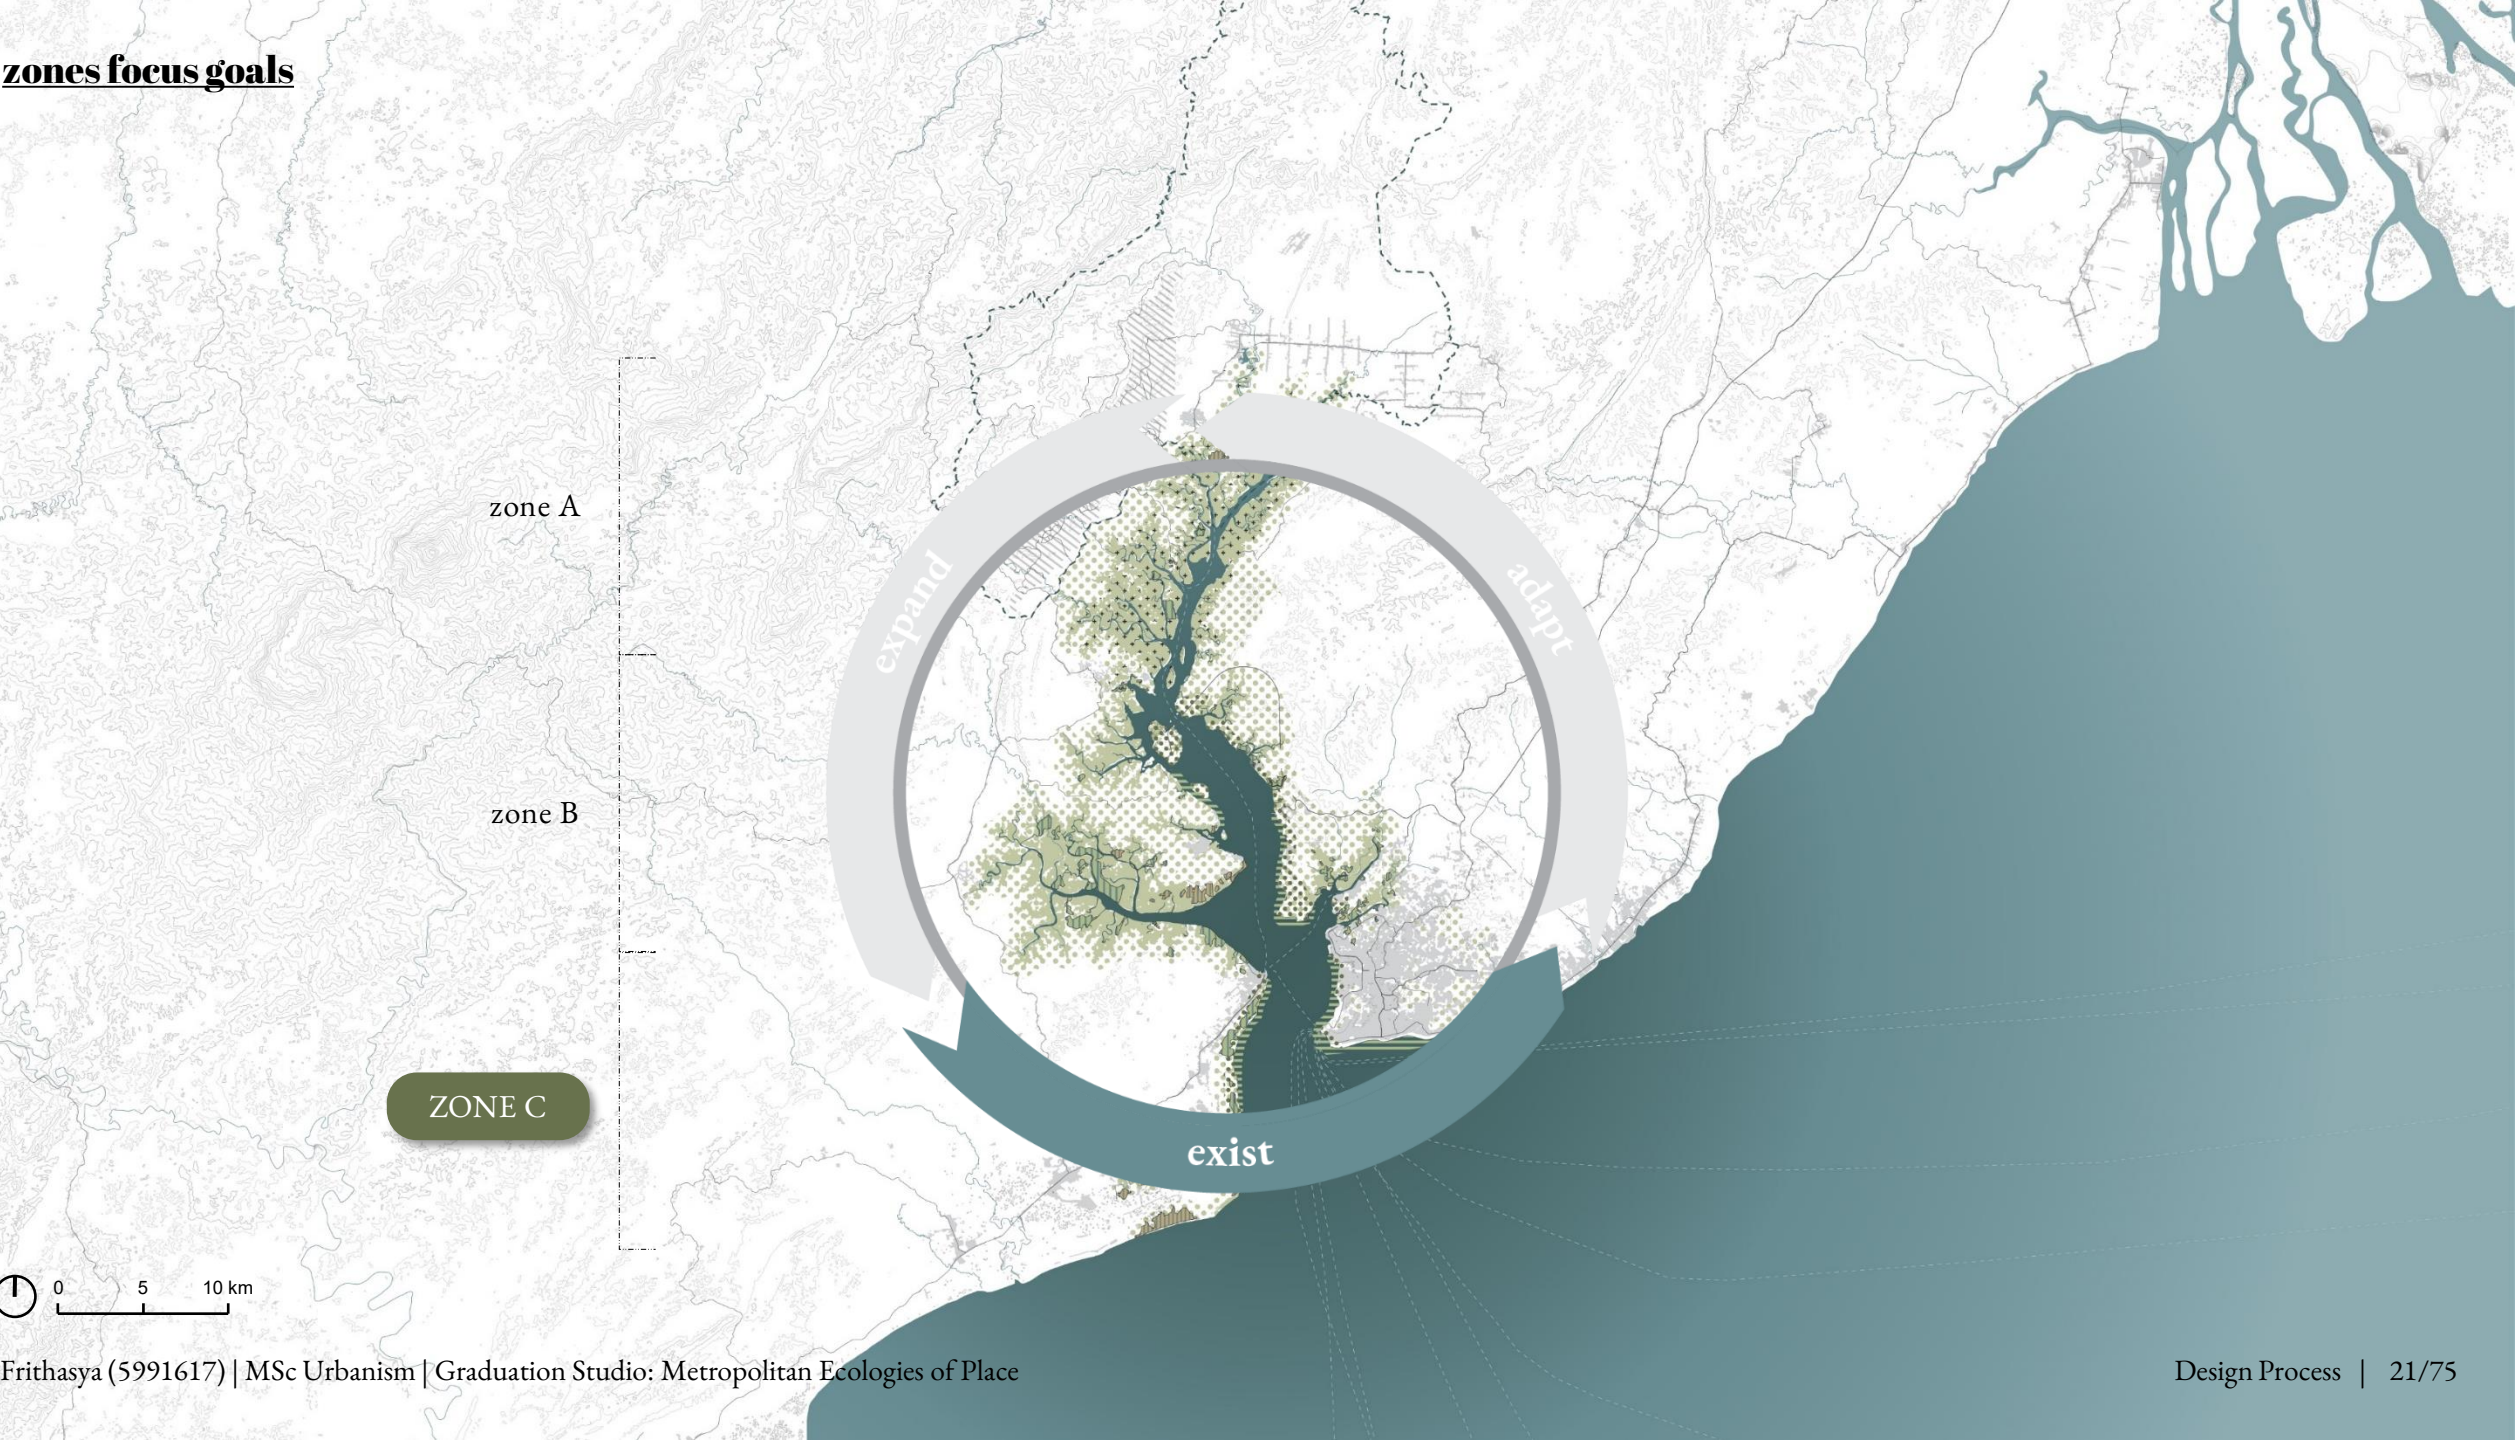 zones focus goals
zone A
expand
adapt
zone B
ZONE C
exist
0 5 10 km
Frithasya (5991617) | MSc Urbanism | Graduation Studio: Metropolitan Ecologies of Place
Design Process | 21/75